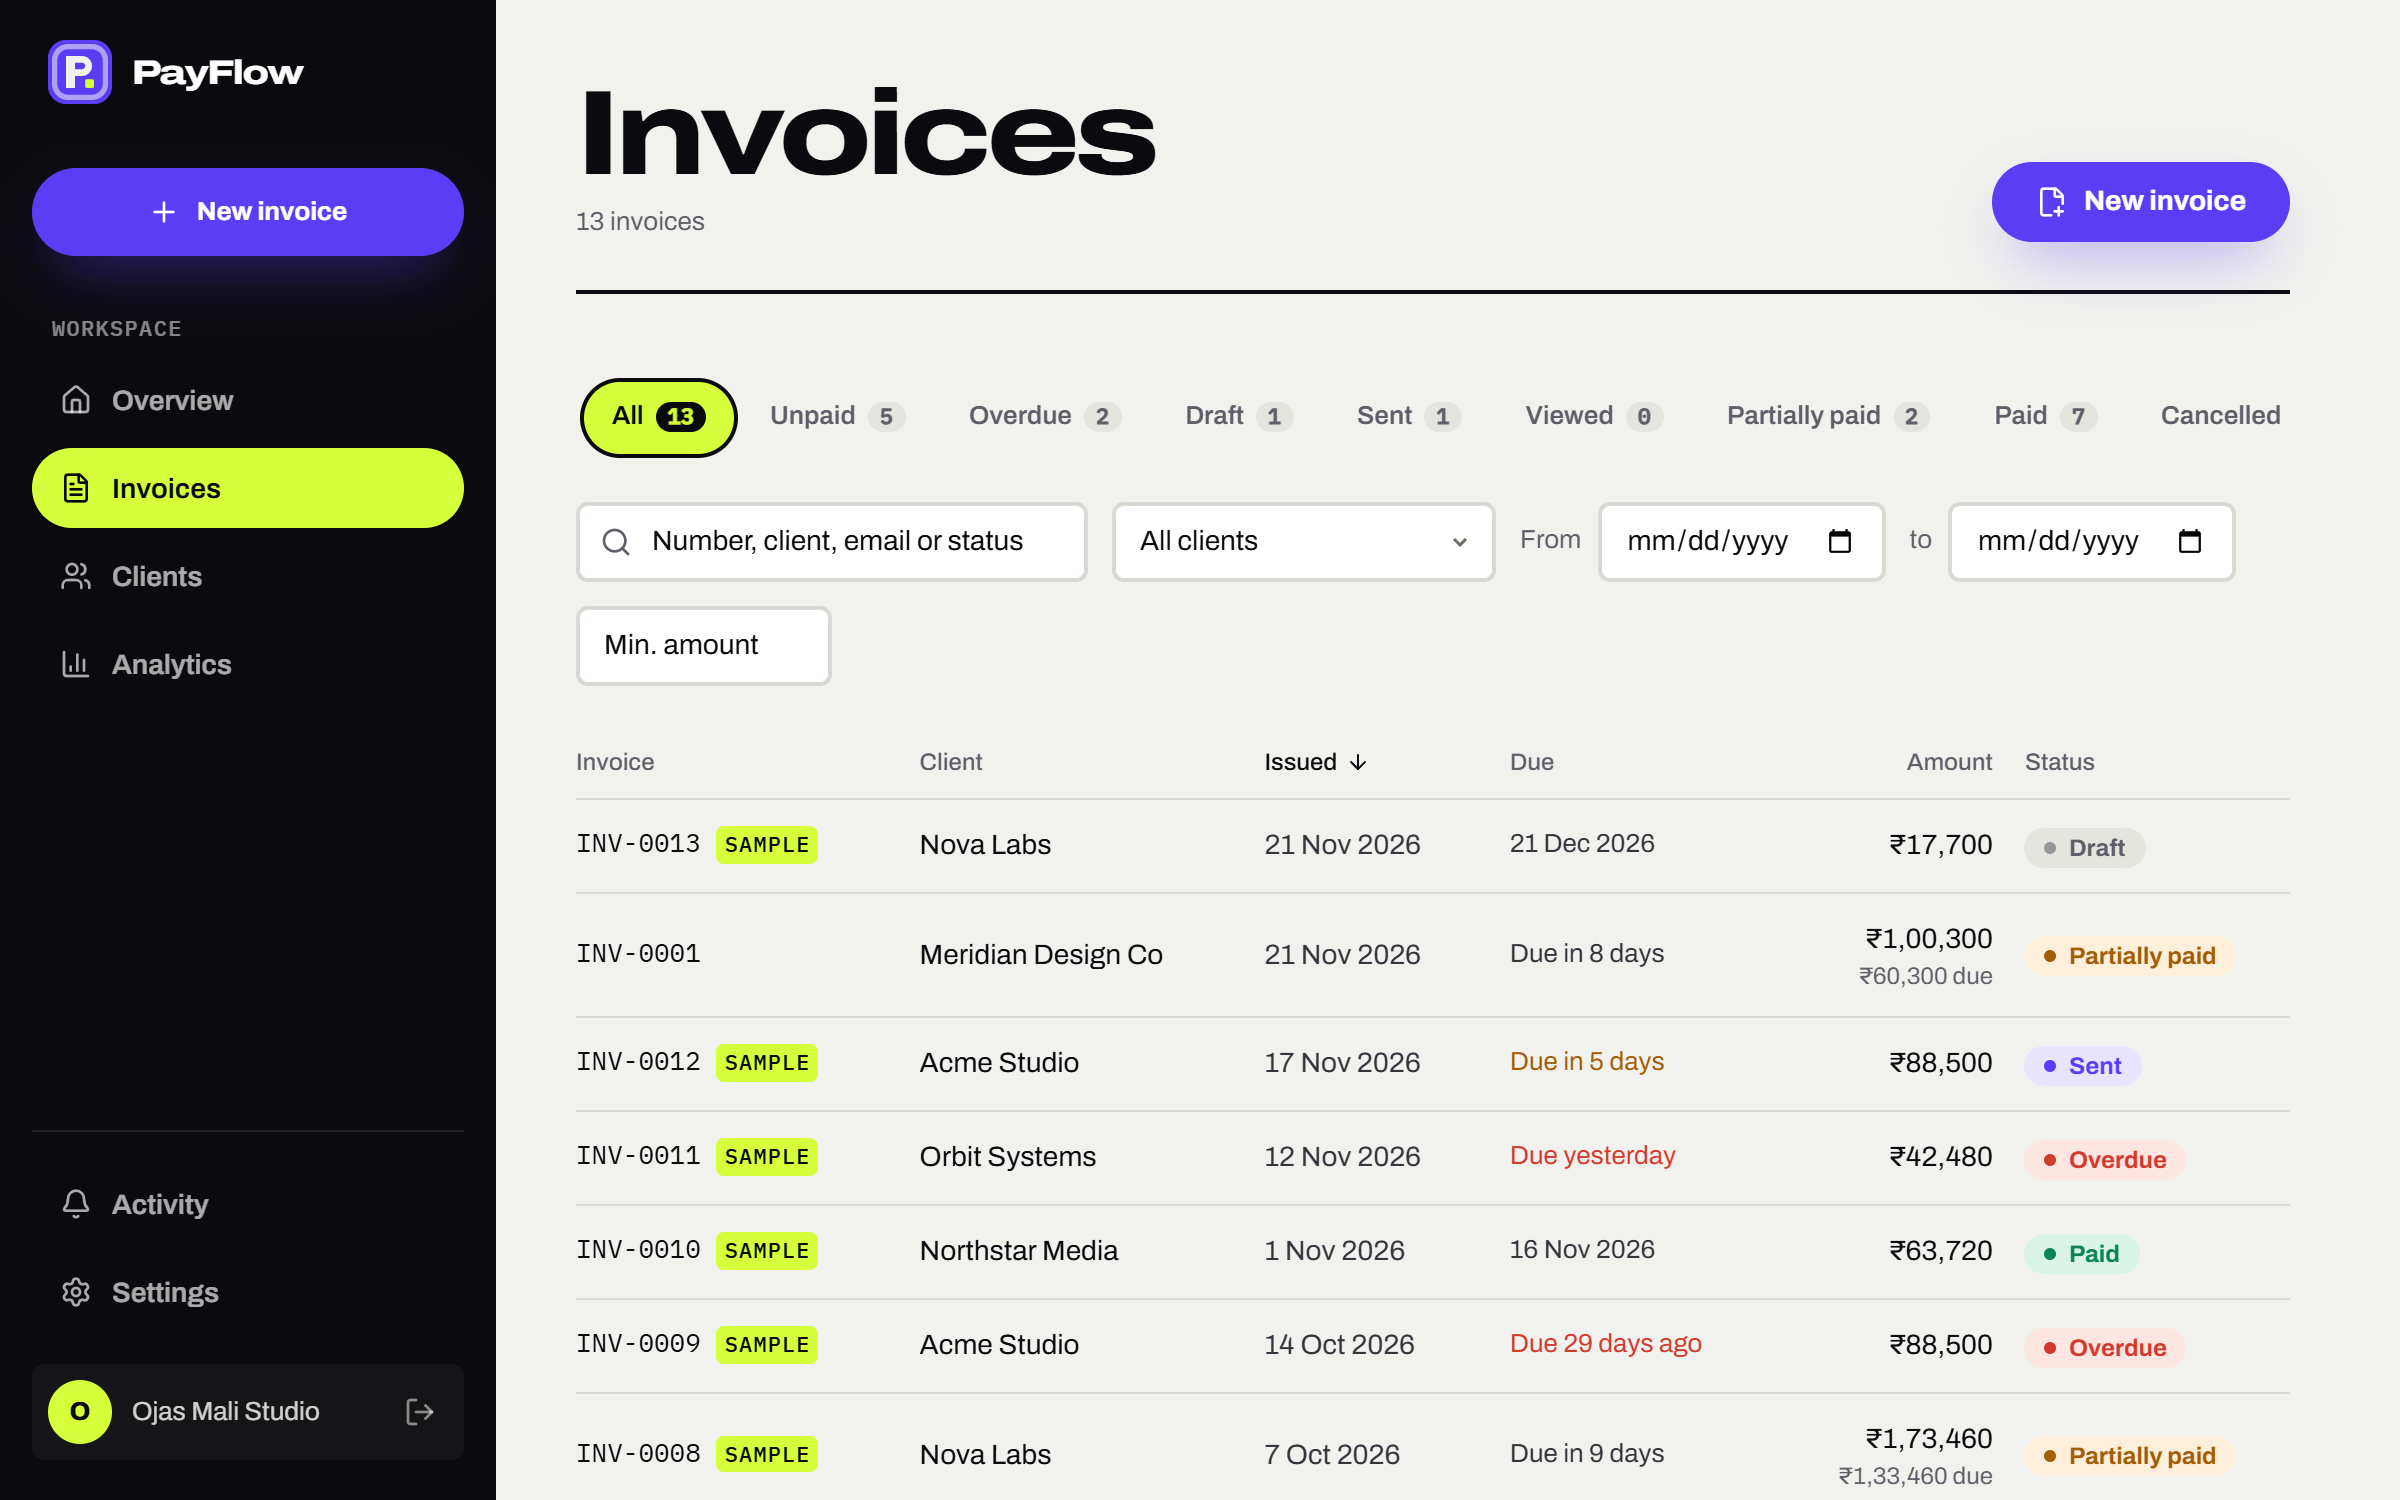 P. PayFlow
New invoice
WORKSPACE
Overview
Invoices
Clients
Analytics
Activity
Settings
O Ojas Mali Studio
Invoices
13 invoices
New invoice
All 13 Unpaid 5 Overdue 2 Draft 1 Sent 1 Viewed 0 Partially paid 2 Paid 7 Cancelled
Number, client, email or status All clients From mm/dd/yyyy to mm/dd/yyyy
Min. amount
Invoice Client Issued ↓ Due Amount Status
INV-0013 SAMPLE Nova Labs 21 Nov 2026 21 Dec 2026 ₹17,700 Draft
INV-0001 Meridian Design Co 21 Nov 2026 Due in 8 days ₹1,00,300 Partially paid
₹60,300 due
INV-0012 SAMPLE Acme Studio 17 Nov 2026 Due in 5 days ₹88,500 Sent
INV-0011 SAMPLE Orbit Systems 12 Nov 2026 Due yesterday ₹42,480 Overdue
INV-0010 SAMPLE Northstar Media 1 Nov 2026 16 Nov 2026 ₹63,720 Paid
INV-0009 SAMPLE Acme Studio 14 Oct 2026 Due 29 days ago ₹88,500 Overdue
INV-0008 SAMPLE Nova Labs 7 Oct 2026 Due in 9 days ₹1,73,460 Partially paid
₹1,33,460 due